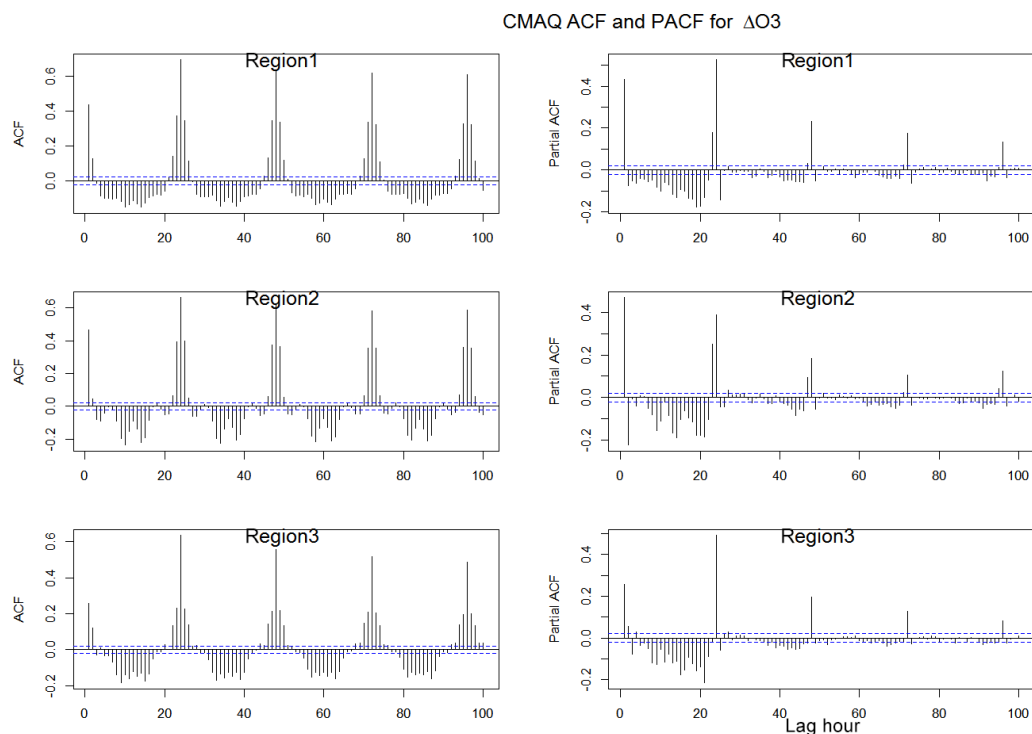 CMAQ ACF and PACF for ΔO3
Region1
ACF
0.0 0.2 0.4 0.6
0 20 40 60 80 100
Region1
Partial ACF
-0.2 0.0 0.2 0.4
0 20 40 60 80 100
Region2
ACF
-0.2 0.0 0.2 0.4 0.6
0 20 40 60 80 100
Region2
Partial ACF
-0.2 0.0 0.2 0.4
0 20 40 60 80 100
Region3
ACF
-0.2 0.0 0.2 0.4 0.6
0 20 40 60 80 100
Region3
Partial ACF
-0.2 0.0 0.2 0.4
0 20 40 60 80 100
Lag hour